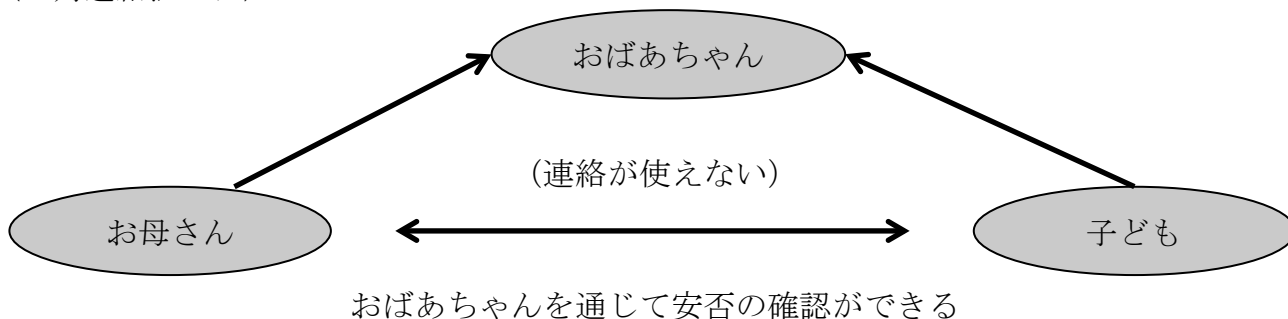 おばあちゃん
(連絡が使えない)
お母さん
子ども
おばあちゃんを通じて安否の確認ができる